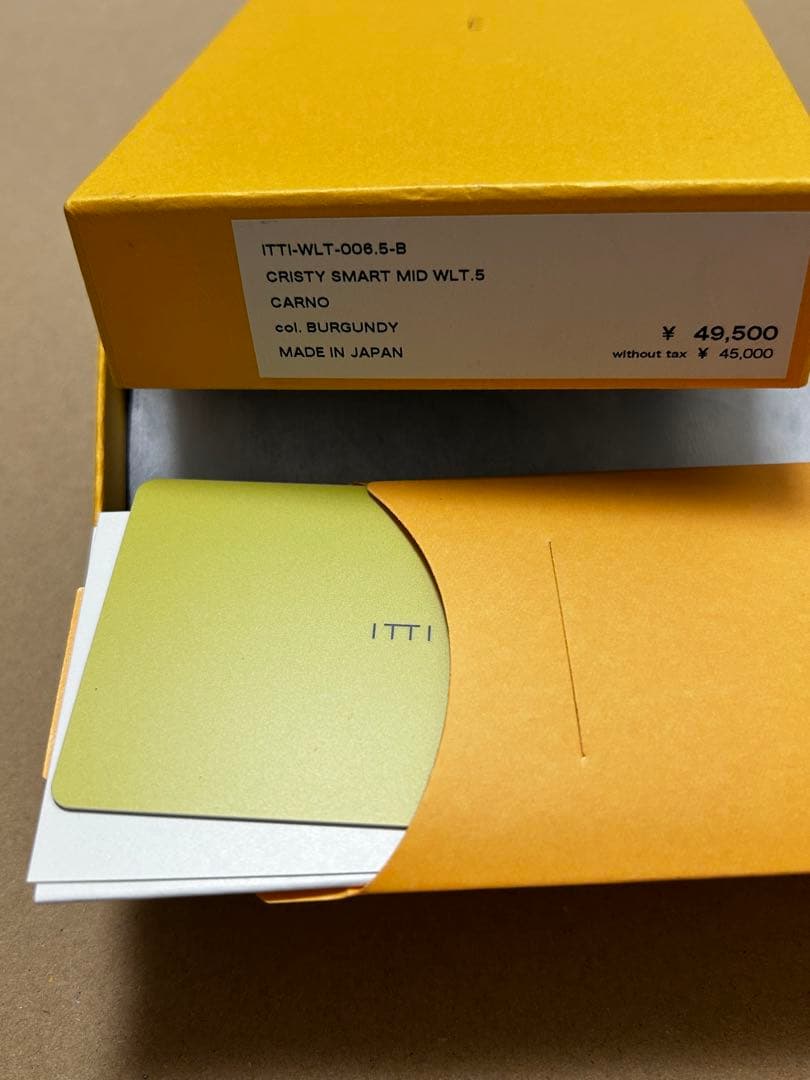 ITTI-WLT-006.5-B
CRISTY SMART MID WLT.5
CARNO
col. BURGUNDY
MADE IN JAPAN
¥ 49,500
without tax ¥ 45,000
ITTI